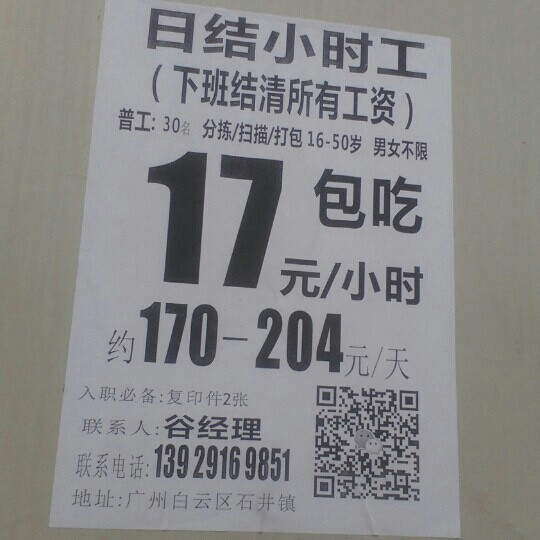 日结小时工
（下班结清所有工资）
普工: 30名 分拣/扫描/打包 16-50岁 男女不限
17 包吃
元/小时
约170-204元/天
入职必备:复印件2张
联系人:谷经理
联系电话:13929169851
地址:广州白云区石井镇